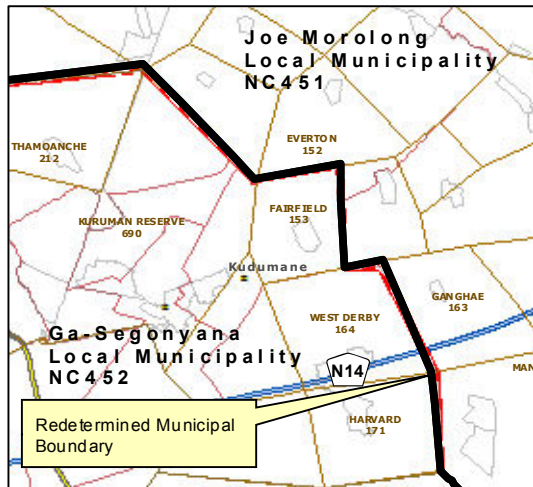 Joe Morolong
Local Municipality
NC451
EVERTON
152
THAMOANCHE
212
FAIRFIELD
153
KURUMAN RESERVE
690
Kudumane
GANGHAE
163
WEST DERBY
164
Ga-Segonyana
Local Municipality
NC452
N14
MAN
HARVARD
171
Redetermined Municipal
Boundary